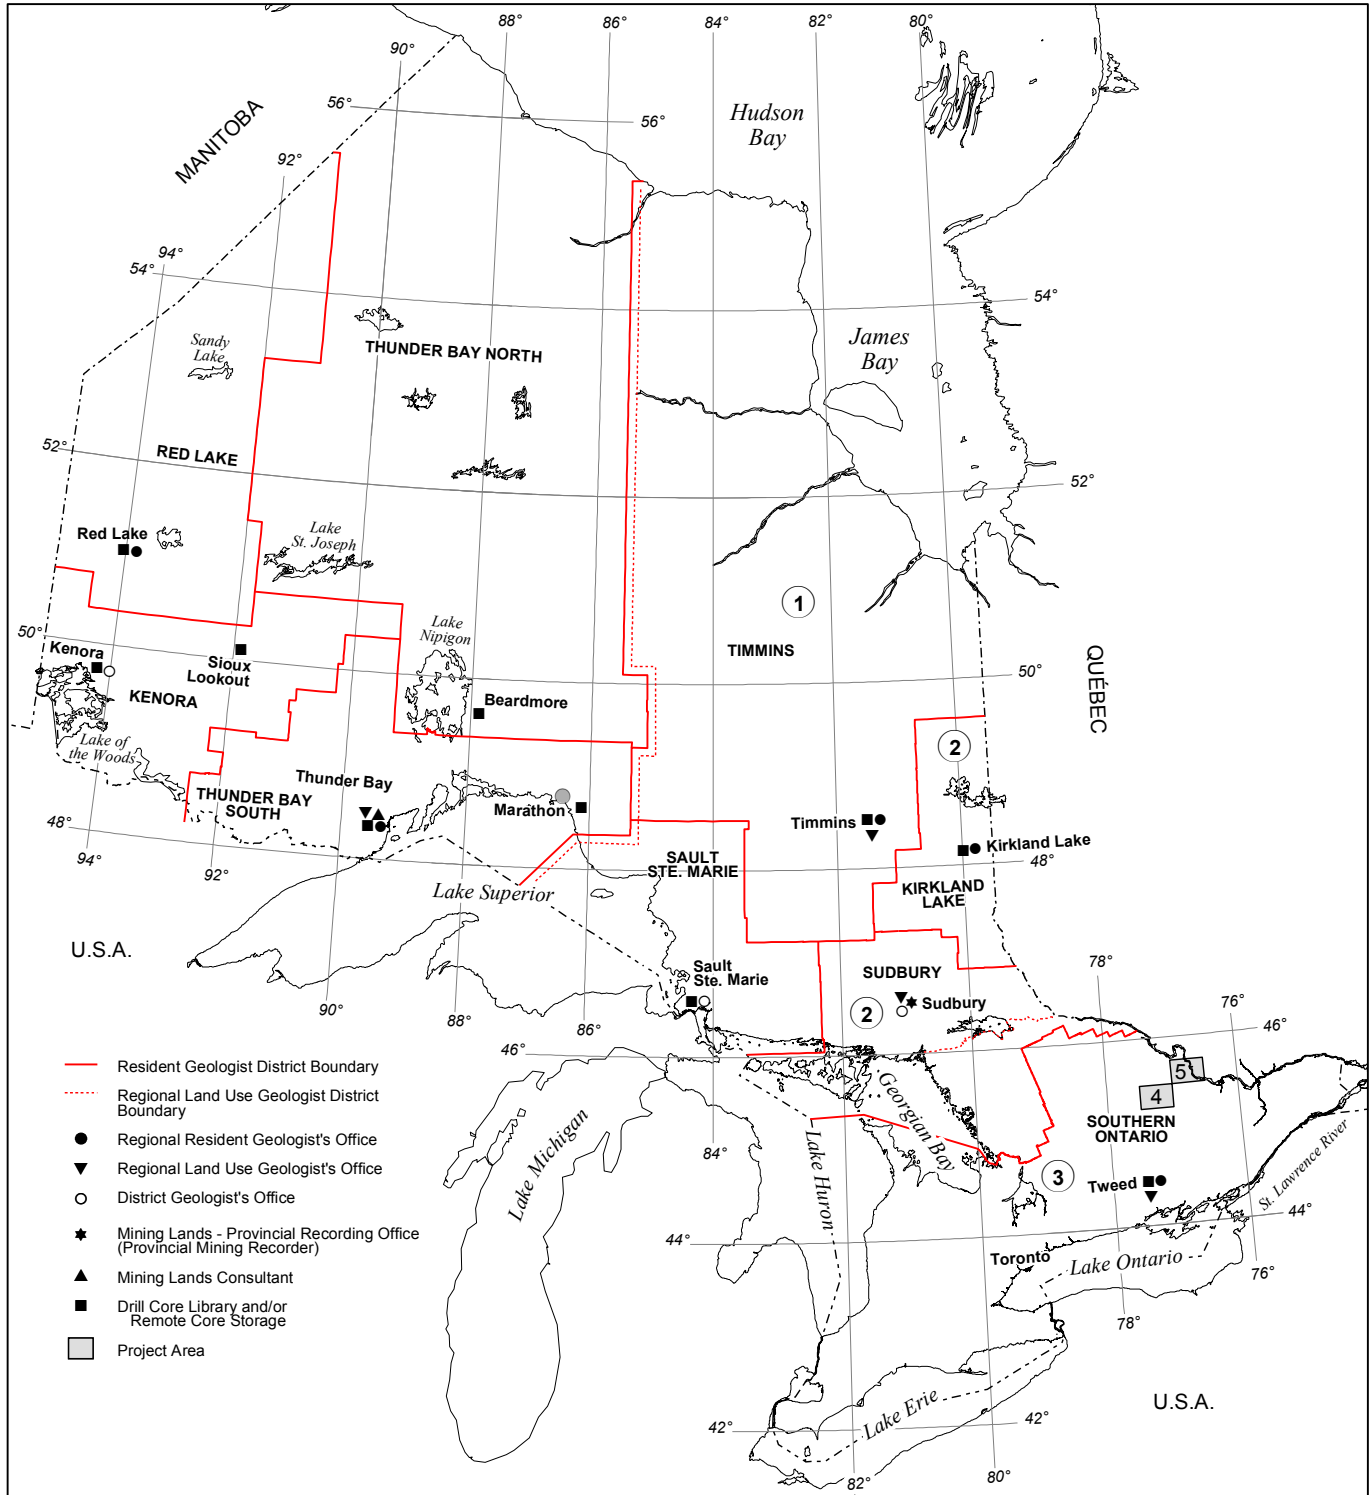 88°
86°
84°
82°
80°
90°
56°
56°
Hudson
Bay
MANITOBA
92°
94°
54°
54°
Sandy
Lake
THUNDER BAY NORTH
James
Bay
52°
RED LAKE
52°
Red Lake
Lake
St. Joseph
1
50°
Kenora
Sioux
Lookout
Lake
Nipigon
TIMMINS
50°
QUÉBEC
KENORA
Beardmore
2
Lake of
the Woods
Thunder Bay
THUNDER BAY
SOUTH
Marathon
Timmins
Kirkland Lake
48°
48°
94°
92°
SAULT
STE. MARIE
KIRKLAND
LAKE
Lake Superior
U.S.A.
78°
Sault
Ste. Marie
SUDBURY
Sudbury
2
90°
88°
86°
76°
46°
46°
Resident Geologist District Boundary
Regional Land Use Geologist District
Boundary
Regional Resident Geologist's Office
Regional Land Use Geologist's Office
District Geologist's Office
Mining Lands - Provincial Recording Office
(Provincial Mining Recorder)
Mining Lands Consultant
Drill Core Library and/or
Remote Core Storage
Project Area
5
4
SOUTHERN
ONTARIO
Georgian Bay
Lake Michigan
Lake Huron
84°
3
Tweed
St. Lawrence River
44°
44°
Toronto
Lake Ontario
76°
78°
U.S.A.
Lake Erie
42°
42°
82°
80°